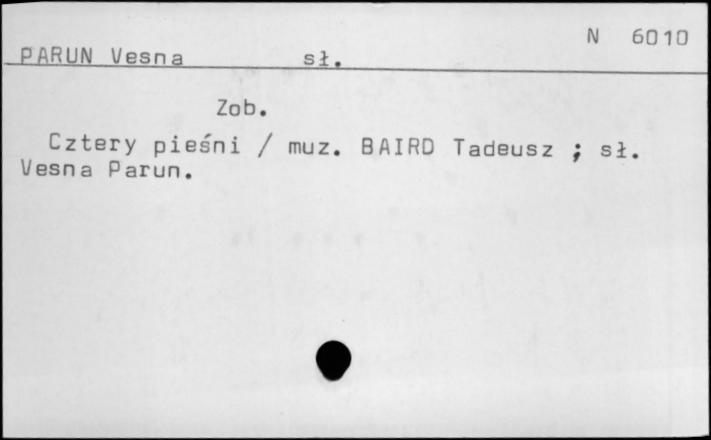 N 6010
PARUN Vesna sł.
Zob.
Cztery pieśni / muz. BAIRD Tadeusz ; sł.
Vesna Parun.